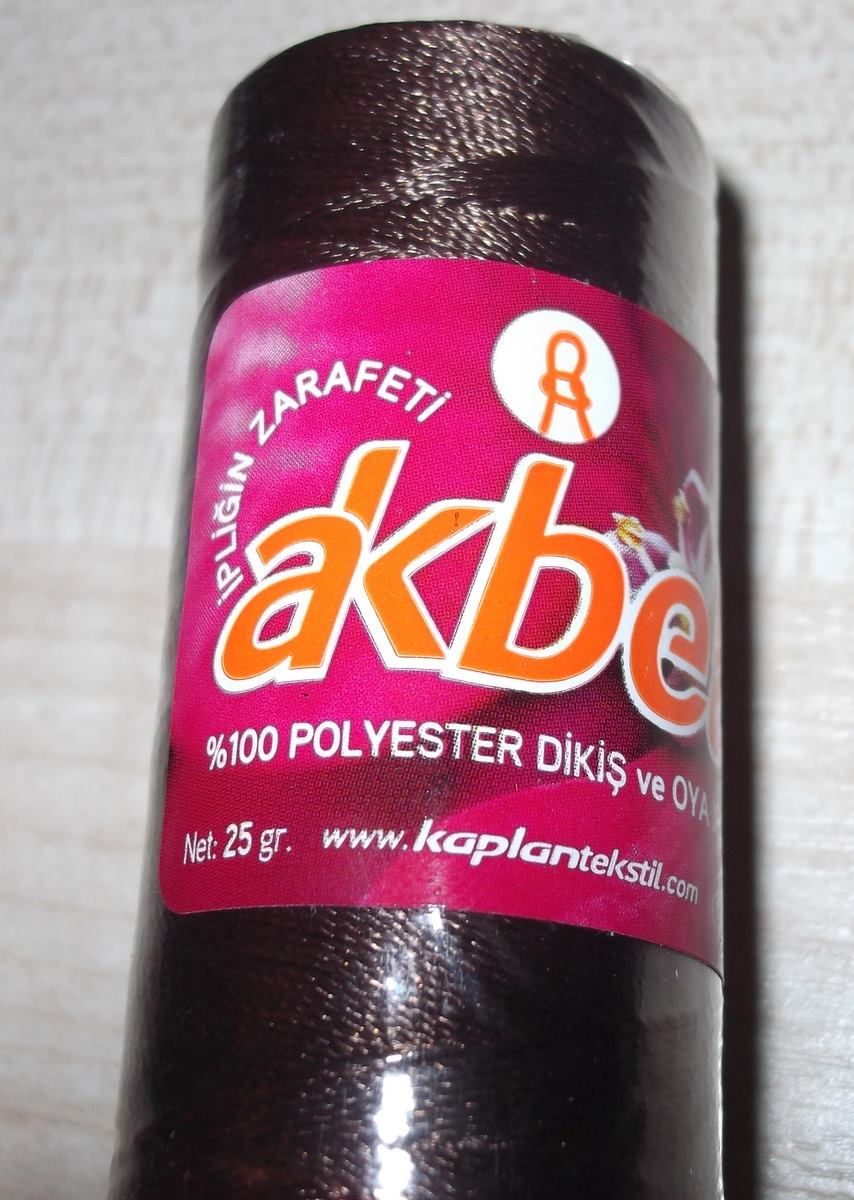 İPLİĞİN ZARAFETİ
akbe
%100 POLYESTER DİKİŞ ve OYA
Net: 25 gr. www.kaplantekstil.com